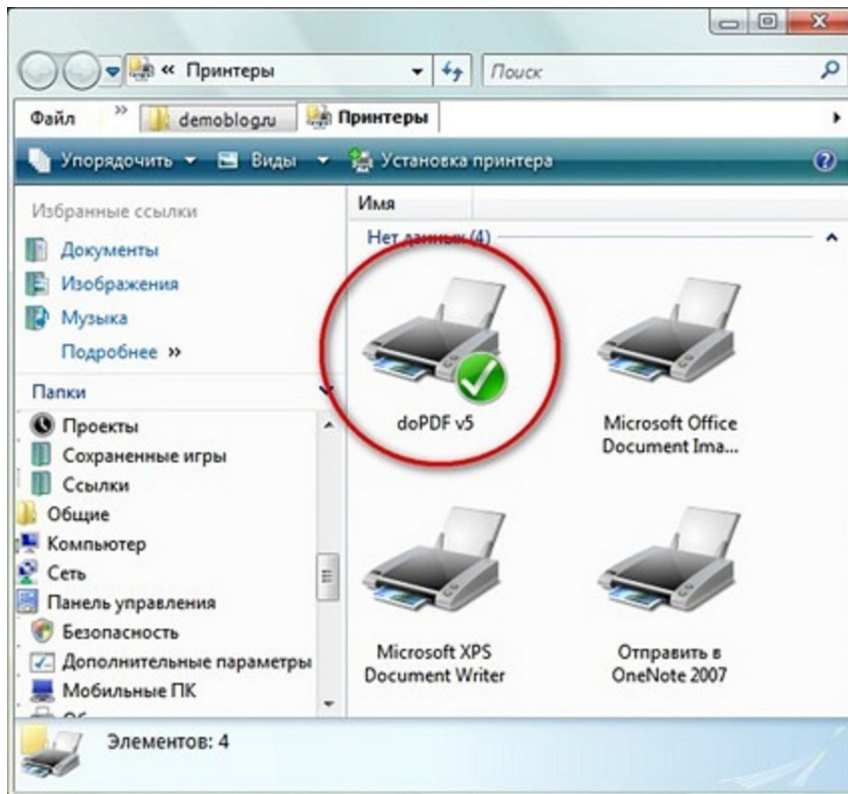 « Принтеры
Поиск
Файл » demoblog.ru Принтеры
Упорядочить Виды Установка принтера
Избранные ссылки
Документы
Изображения
Музыка
Подробнее »
Папки
Проекты
Сохраненные игры
Ссылки
Общие
Компьютер
Сеть
Панель управления
Безопасность
Дополнительные параметры
Мобильные ПК
Имя
Нет данных (4)
doPDF v5
Microsoft Office
Document Ima...
Microsoft XPS
Document Writer
Отправить в
OneNote 2007
Элементов: 4